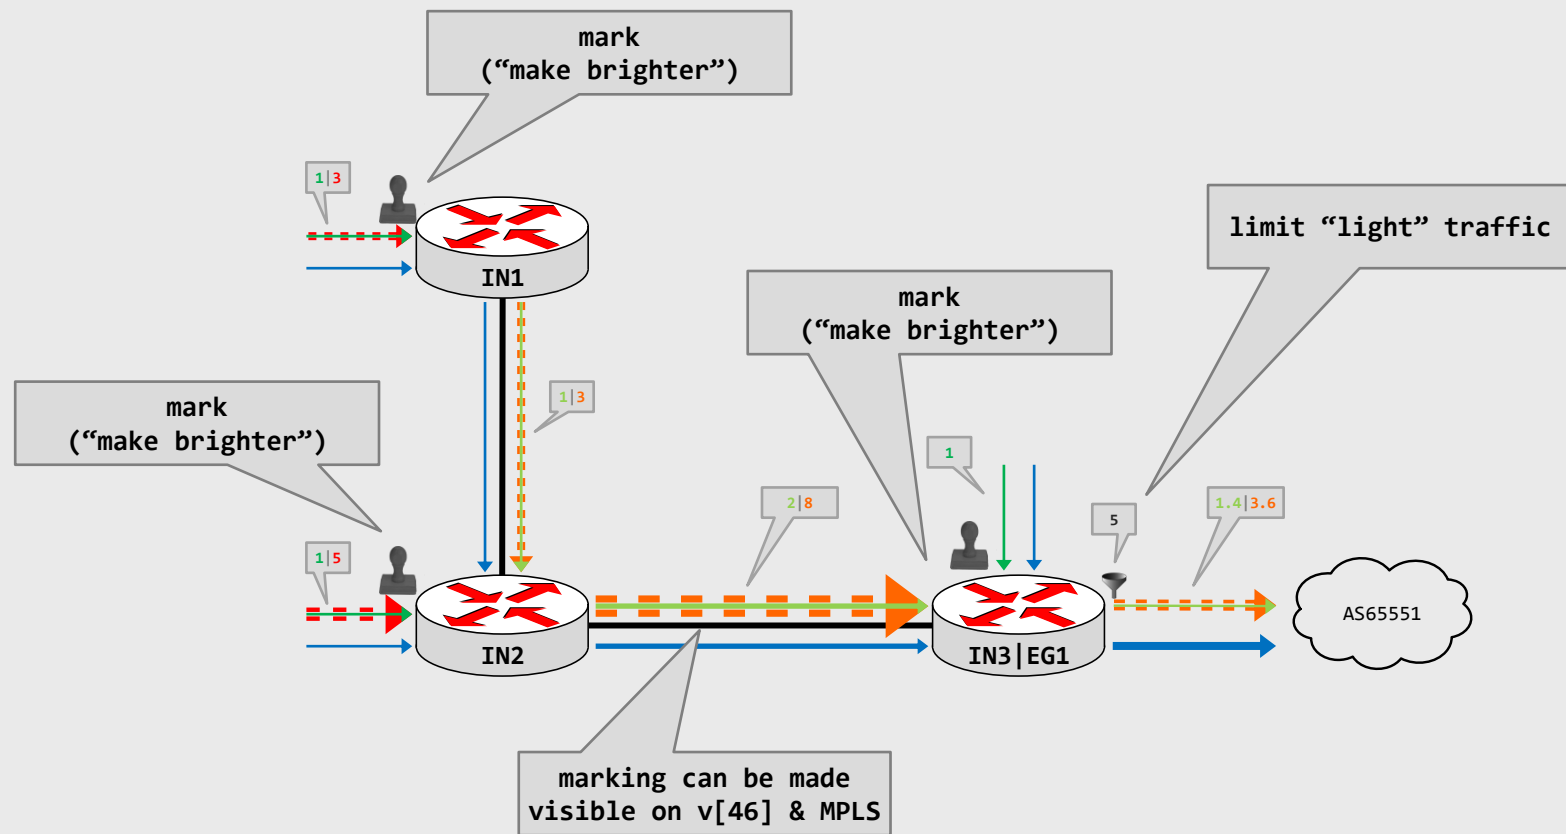 mark
(“make brighter”)
1|3
limit “light” traffic
IN1
mark
(“make brighter”)
mark
(“make brighter”)
1|3
1
2|8
5
1.4|3.6
1|5
AS65551
IN2
IN3|EG1
marking can be made
visible on v[46] & MPLS